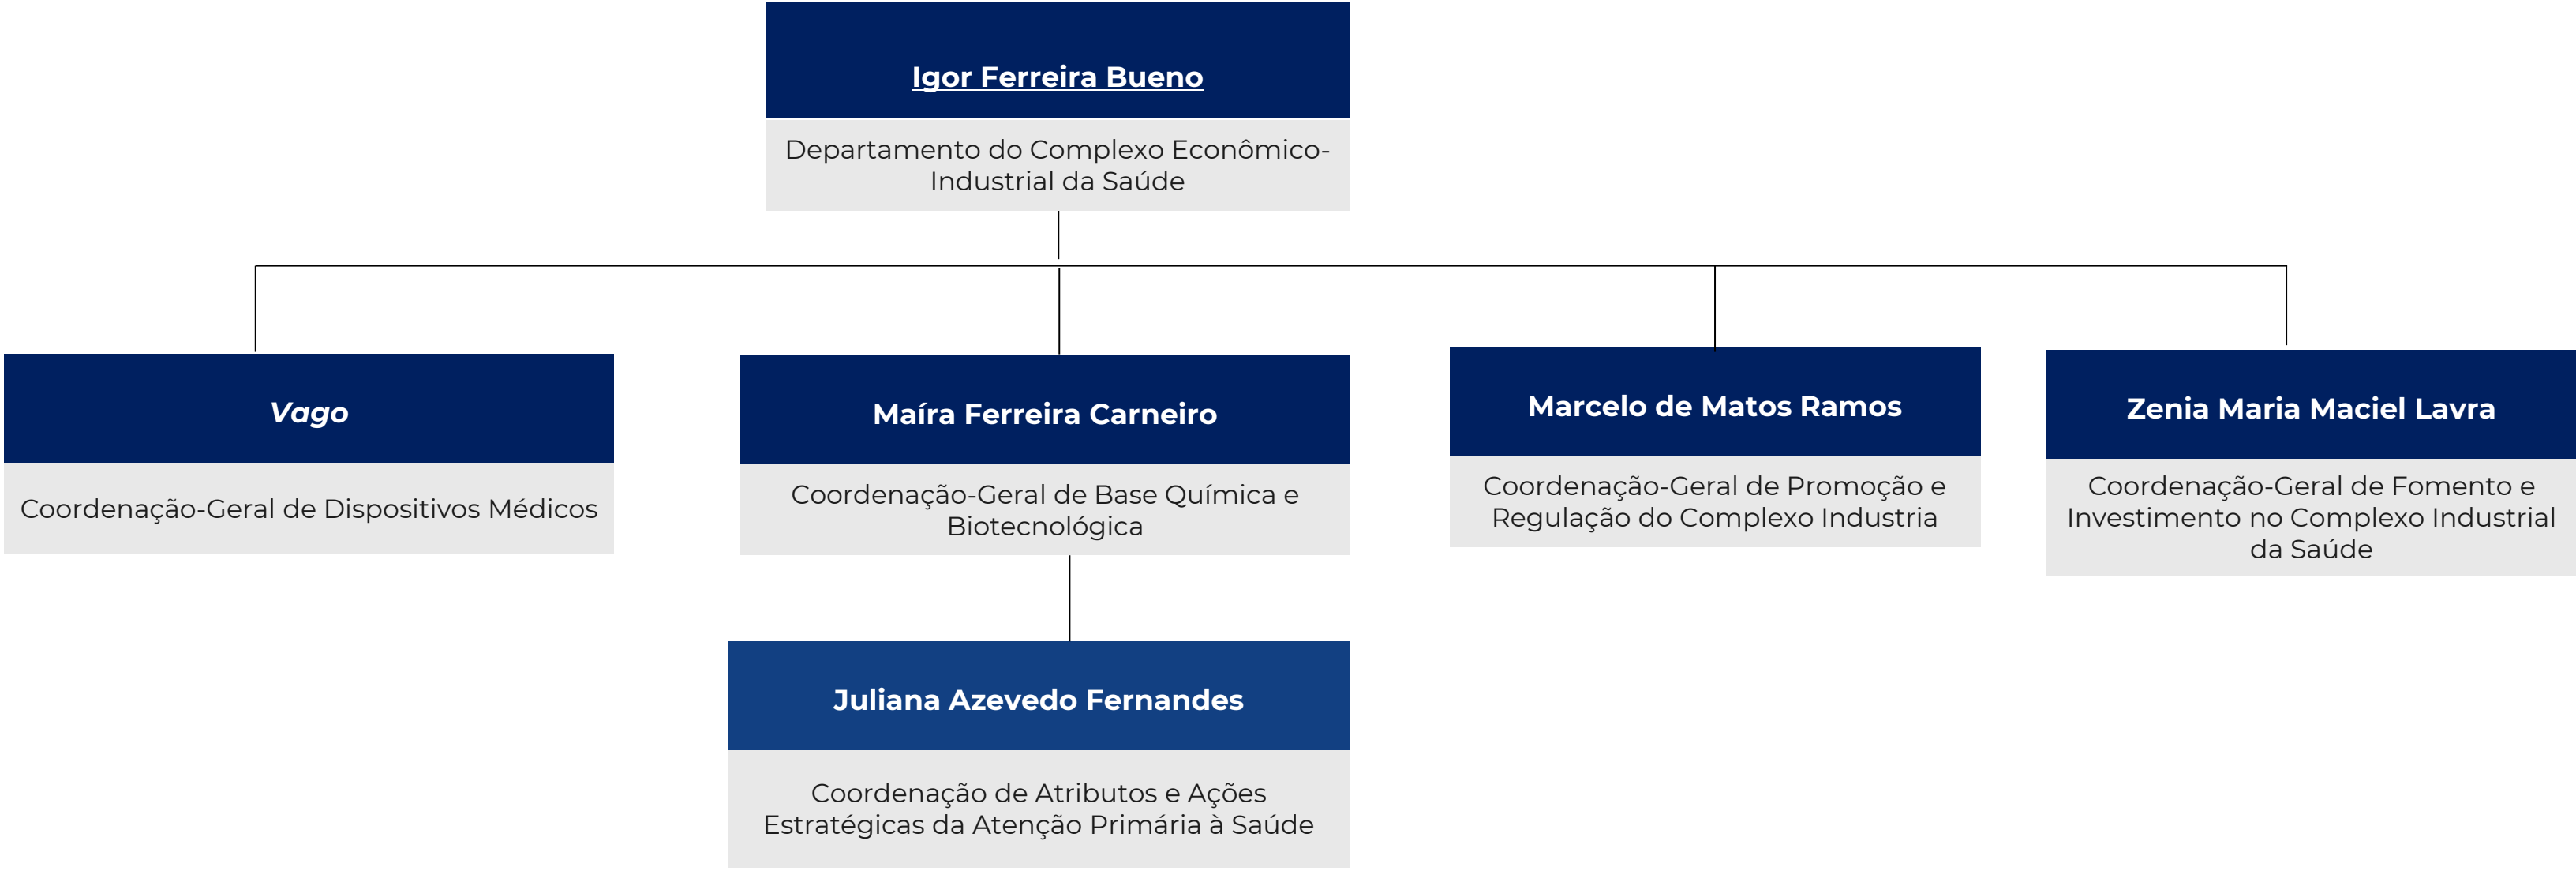 Igor Ferreira Bueno
Departamento do Complexo Econômico-
Industrial da Saúde
Vago
Coordenação-Geral de Dispositivos Médicos
Maíra Ferreira Carneiro
Coordenação-Geral de Base Química e
Biotecnológica
Marcelo de Matos Ramos
Coordenação-Geral de Promoção e
Regulação do Complexo Industria
Zenia Maria Maciel Lavra
Coordenação-Geral de Fomento e
Investimento no Complexo Industrial
da Saúde
Juliana Azevedo Fernandes
Coordenação de Atributos e Ações
Estratégicas da Atenção Primária à Saúde